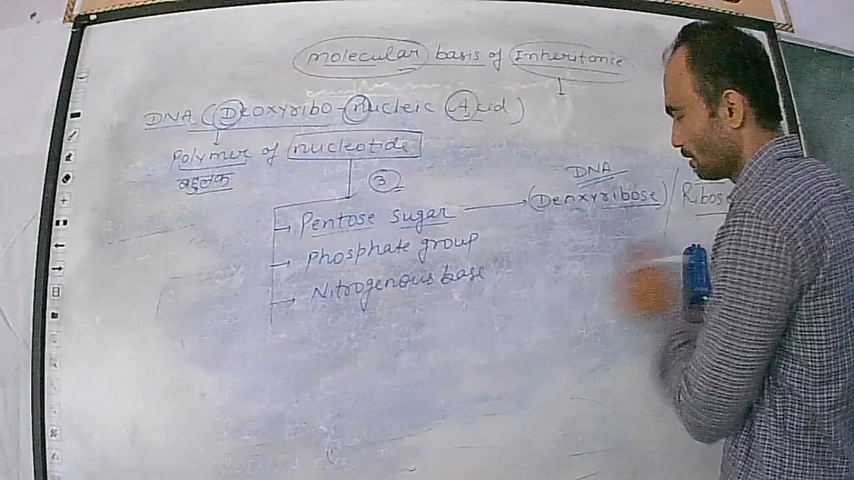 molecular basis of Inheritance
DNA (Deoxyribo-nucleic Acid)
Polymer of nucleotide
बहुलक
3
DNA
Pentose sugar → (Deoxyribose) / Ribos
Phosphate group
Nitrogenous base